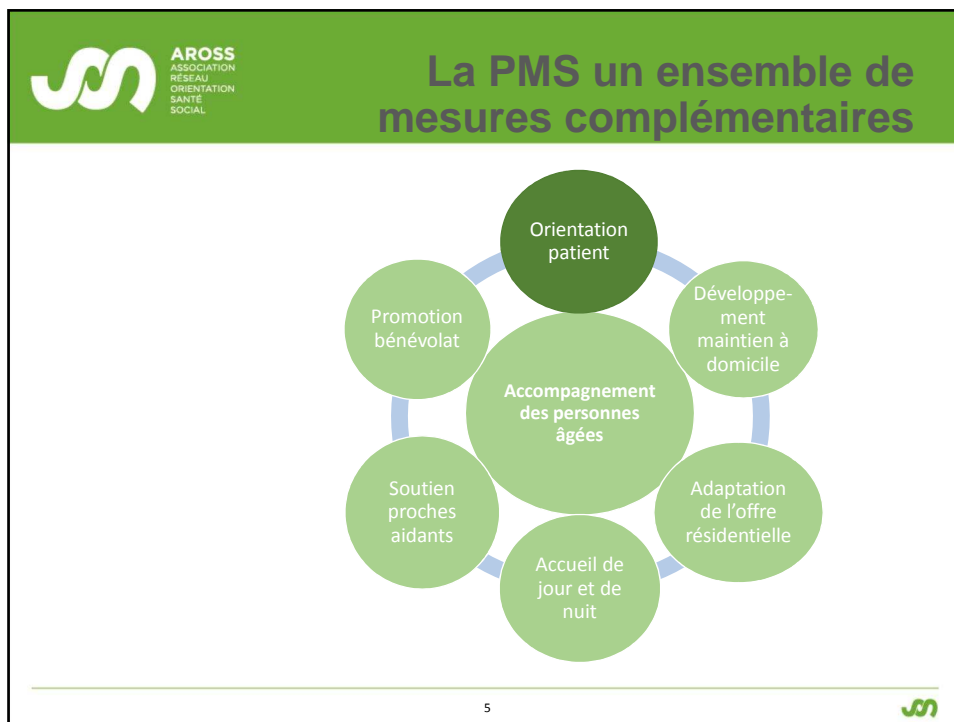 AROSS
ASSOCIATION
RÉSEAU
ORIENTATION
SANTÉ
SOCIAL
La PMS un ensemble de
mesures complémentaires
Orientation
patient
Développe-
ment
maintien à
domicile
Adaptation
de l’offre
résidentielle
Accueil de
jour et de
nuit
Soutien
proches
aidants
Promotion
bénévolat
Accompagnement
des personnes
âgées
5